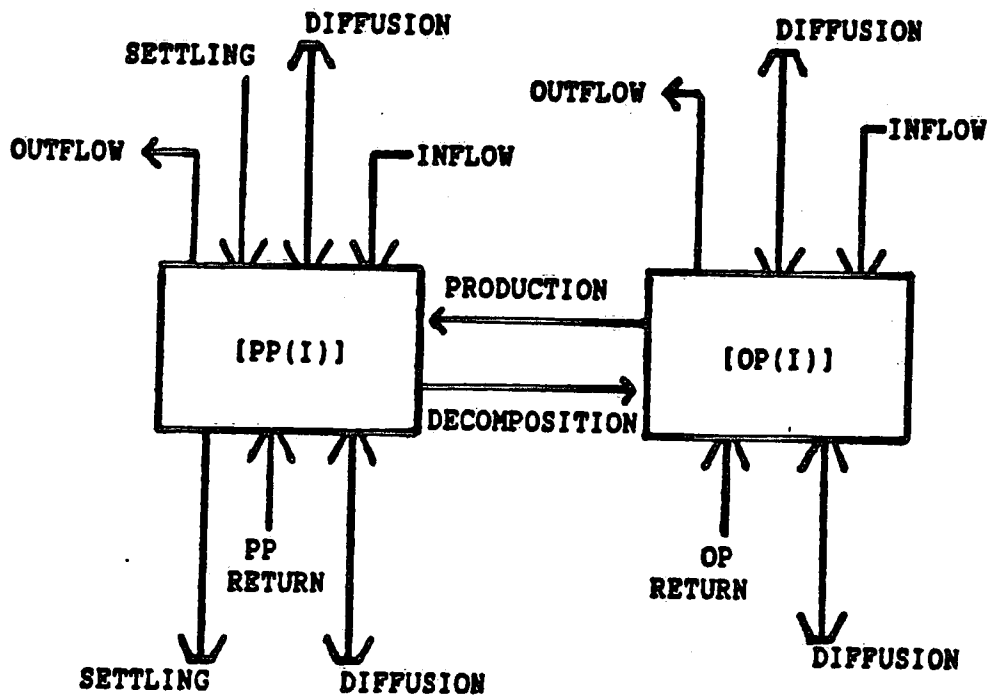 DIFFUSION
DIFFUSION
SETTLING
OUTFLOW
INFLOW
OUTFLOW
INFLOW
PRODUCTION
[PP(I)]
[OP(I)]
DECOMPOSITION
PP
RETURN
OP
RETURN
SETTLING
DIFFUSION
DIFFUSION